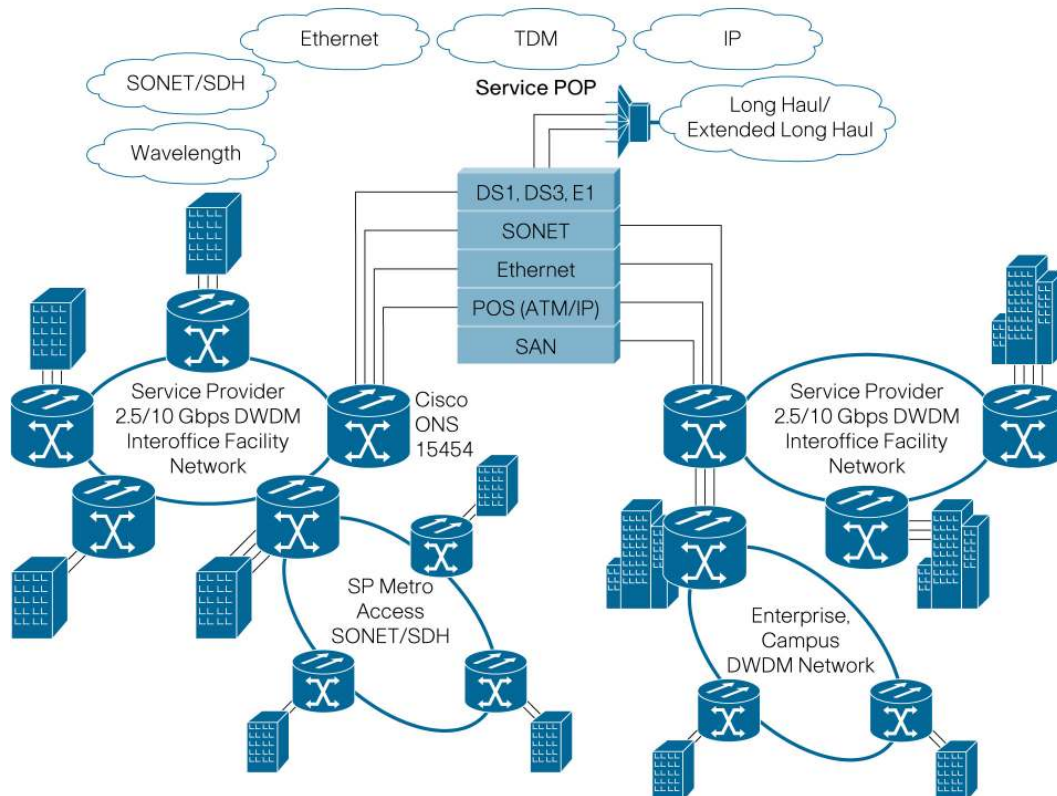 Ethernet
TDM
IP
SONET/SDH
Service POP
Long Haul/
Extended Long Haul
Wavelength
DS1, DS3, E1
SONET
Ethernet
POS (ATM/IP)
SAN
Service Provider
2.5/10 Gbps DWDM
Interoffice Facility
Network
Cisco
ONS
15454
Service Provider
2.5/10 Gbps DWDM
Interoffice Facility
Network
SP Metro
Access
SONET/SDH
Enterprise,
Campus
DWDM Network